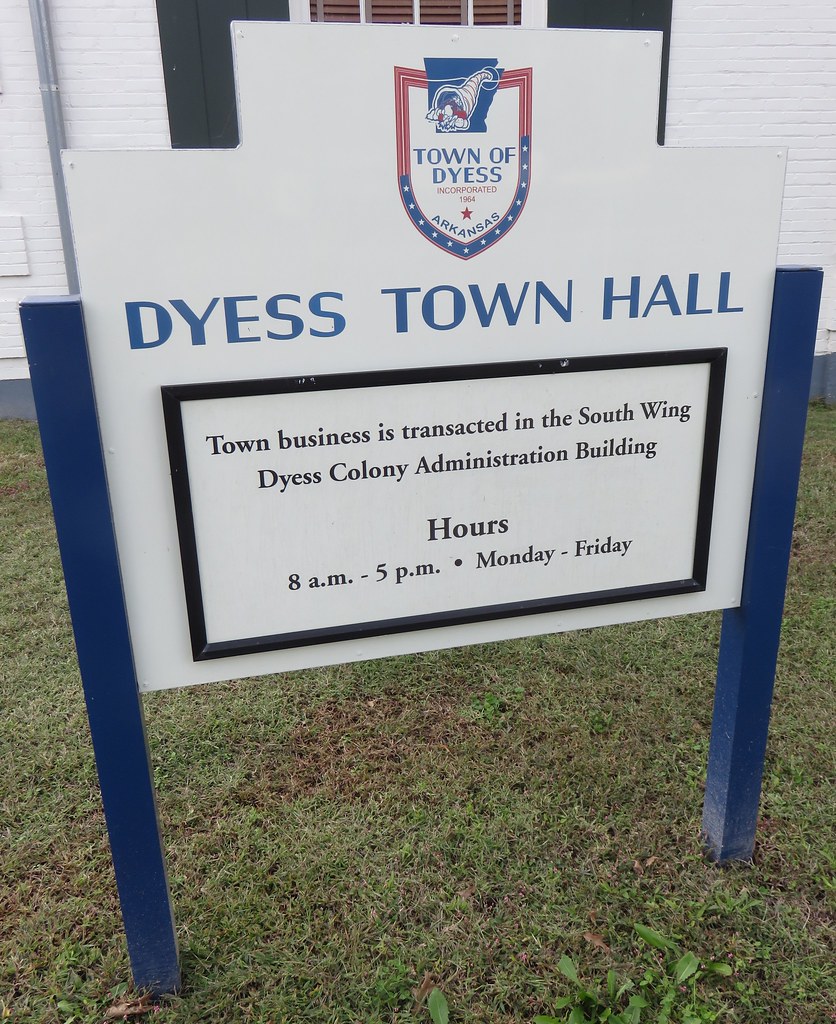 TOWN OF
DYESS
INCORPORATED
1964
ARKANSAS
DYESS TOWN HALL
Town business is transacted in the South Wing
Dyess Colony Administration Building
Hours
8 a.m. - 5 p.m. • Monday - Friday